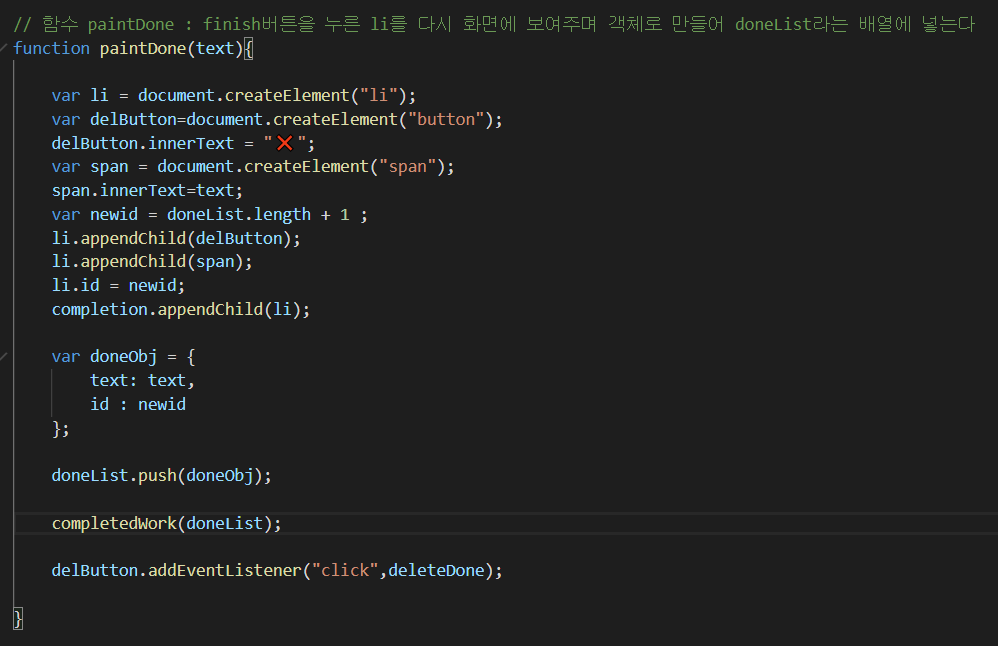 // 함수 paintDone : finish버튼을 누른 li를 다시 화면에 보여주며 객체로 만들어 doneList라는 배열에 넣는다
function paintDone(text){
var li = document.createElement("li");
var delButton=document.createElement("button");
delButton.innerText = "❌";
var span = document.createElement("span");
span.innerText=text;
var newid = doneList.length + 1 ;
li.appendChild(delButton);
li.appendChild(span);
li.id = newid;
completion.appendChild(li);
var doneObj = {
text: text,
id : newid
};
doneList.push(doneObj);
completedWork(doneList);
delButton.addEventListener("click",deleteDone);
}